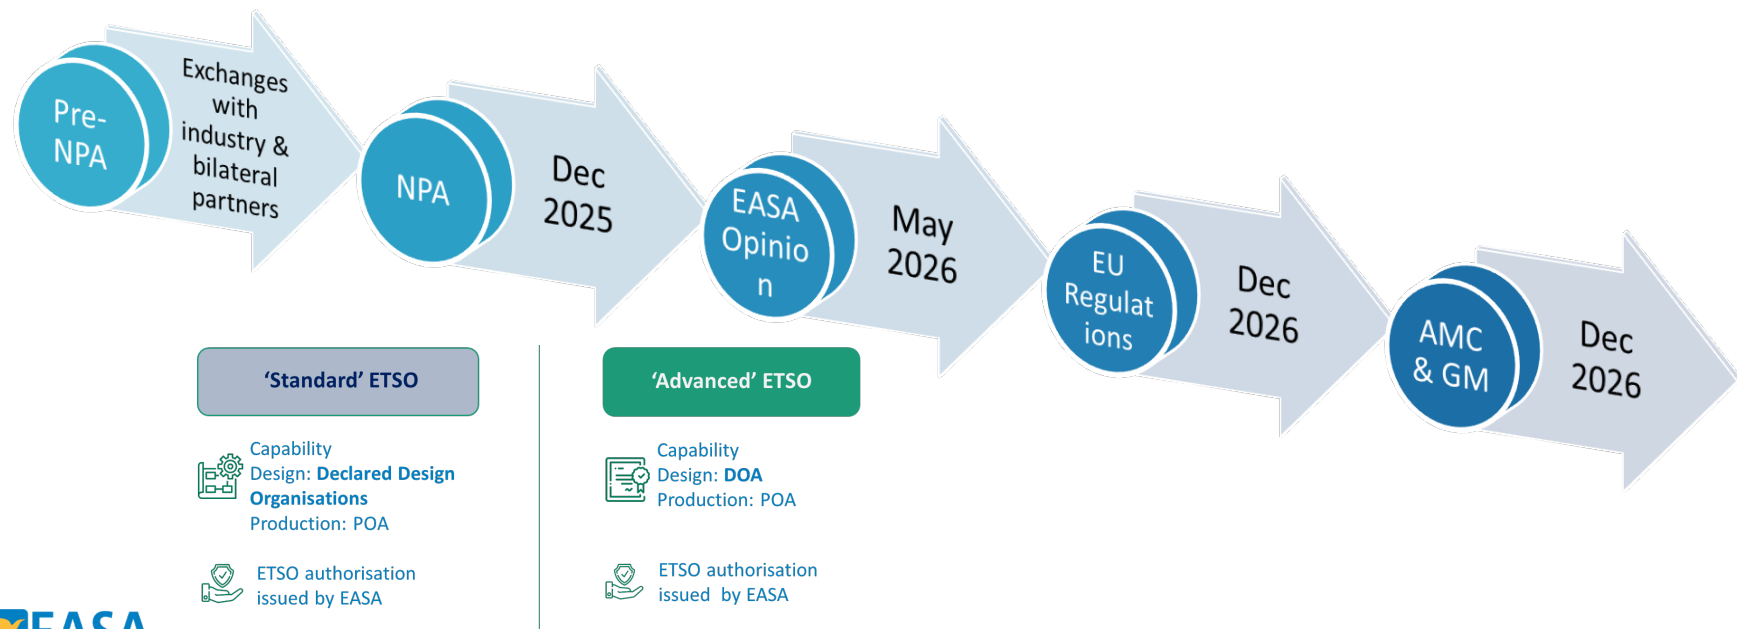 Pre-
NPA
Exchanges
with
industry &
bilateral
partners
NPA
Dec
2025
EASA
Opinio
n
May
2026
EU
Regulat
ions
Dec
2026
AMC
& GM
Dec
2026
‘Standard’ ETSO
Capability
Design: Declared Design
Organisations
Production: POA
ETSO authorisation
issued by EASA
‘Advanced’ ETSO
Capability
Design: DOA
Production: POA
ETSO authorisation
issued by EASA
EASA